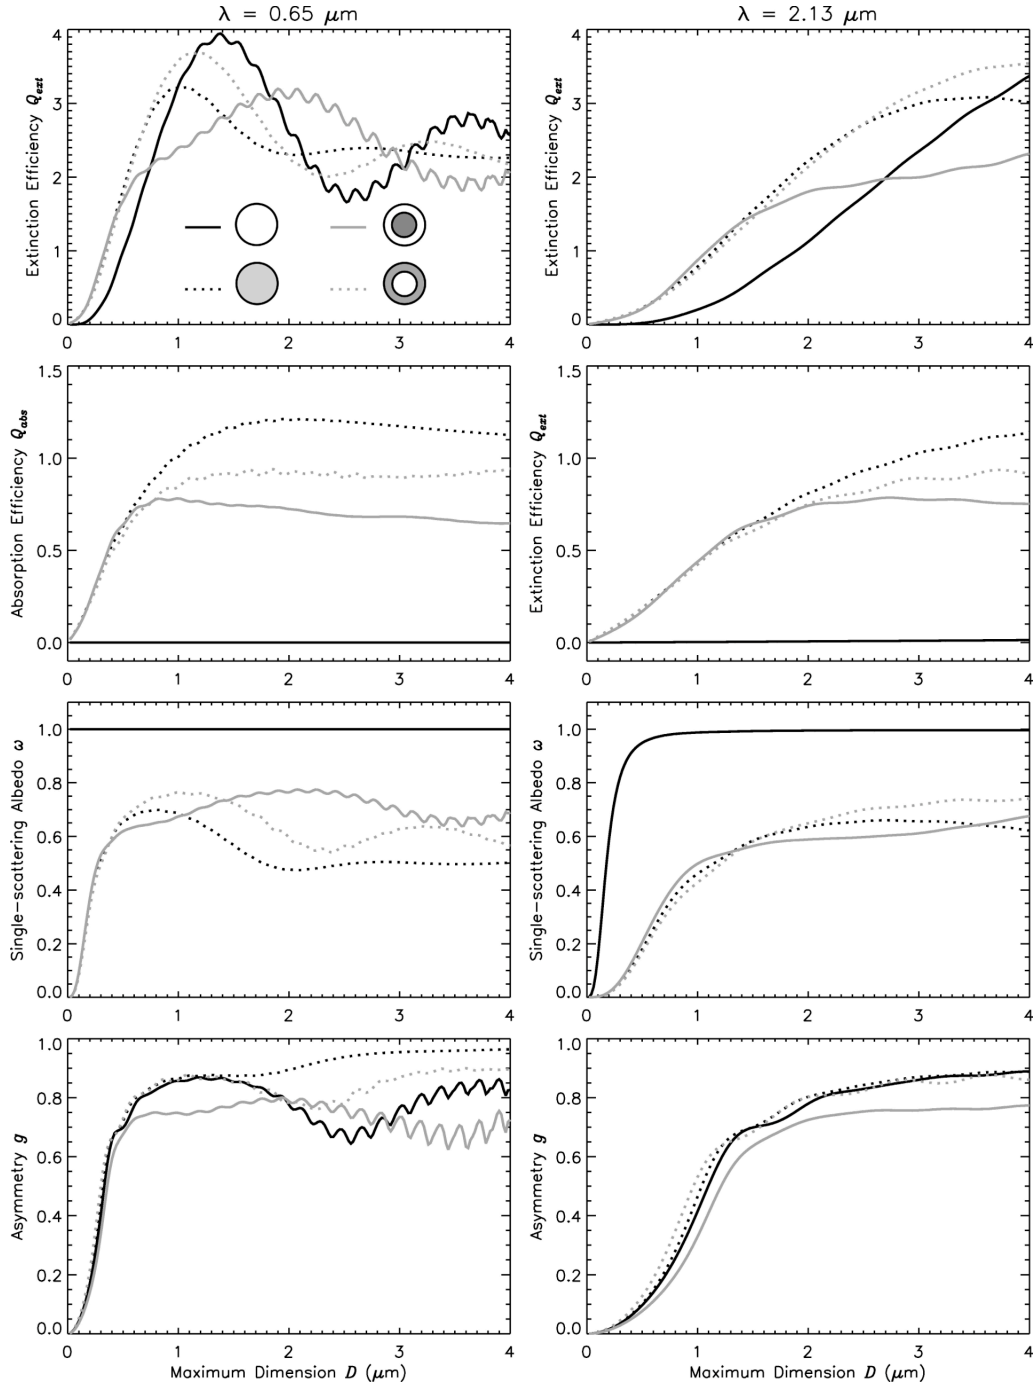 λ = 0.65 μm
λ = 2.13 μm
Extinction Efficiency Q_ext
4
3
2
1
0
0 1 2 3 4
Extinction Efficiency Q_ext
4
3
2
1
0
0 1 2 3 4
Absorption Efficiency Q_abs
1.5
1.0
0.5
0.0
0 1 2 3 4
Extinction Efficiency Q_ext
1.5
1.0
0.5
0.0
0 1 2 3 4
Single-scattering Albedo ω
1.0
0.8
0.6
0.4
0.2
0.0
0 1 2 3 4
Single-scattering Albedo ω
1.0
0.8
0.6
0.4
0.2
0.0
0 1 2 3 4
Asymmetry g
1.0
0.8
0.6
0.4
0.2
0.0
0 1 2 3 4
Maximum Dimension D (μm)
Asymmetry g
1.0
0.8
0.6
0.4
0.2
0.0
0 1 2 3 4
Maximum Dimension D (μm)